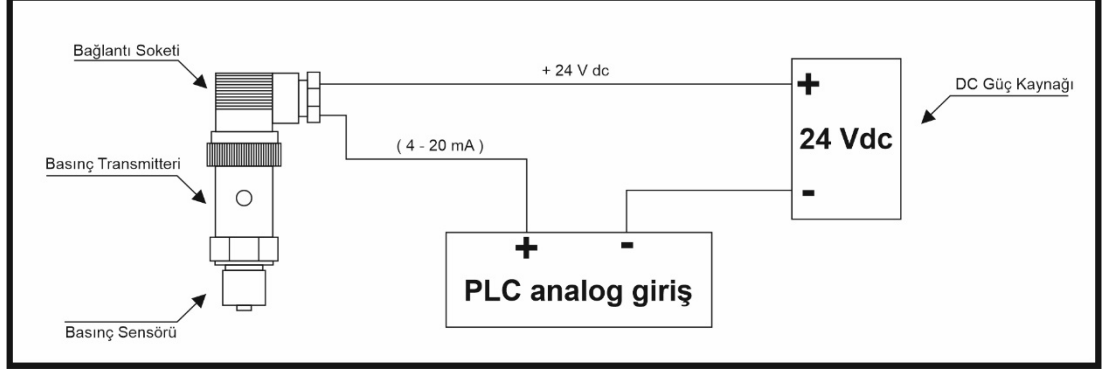 Bağlantı Soketi
+ 24 V dc
DC Güç Kaynağı
+
24 Vdc
( 4 - 20 mA )
Basınç Transmitteri
-
+ -
PLC analog giriş
Basınç Sensörü